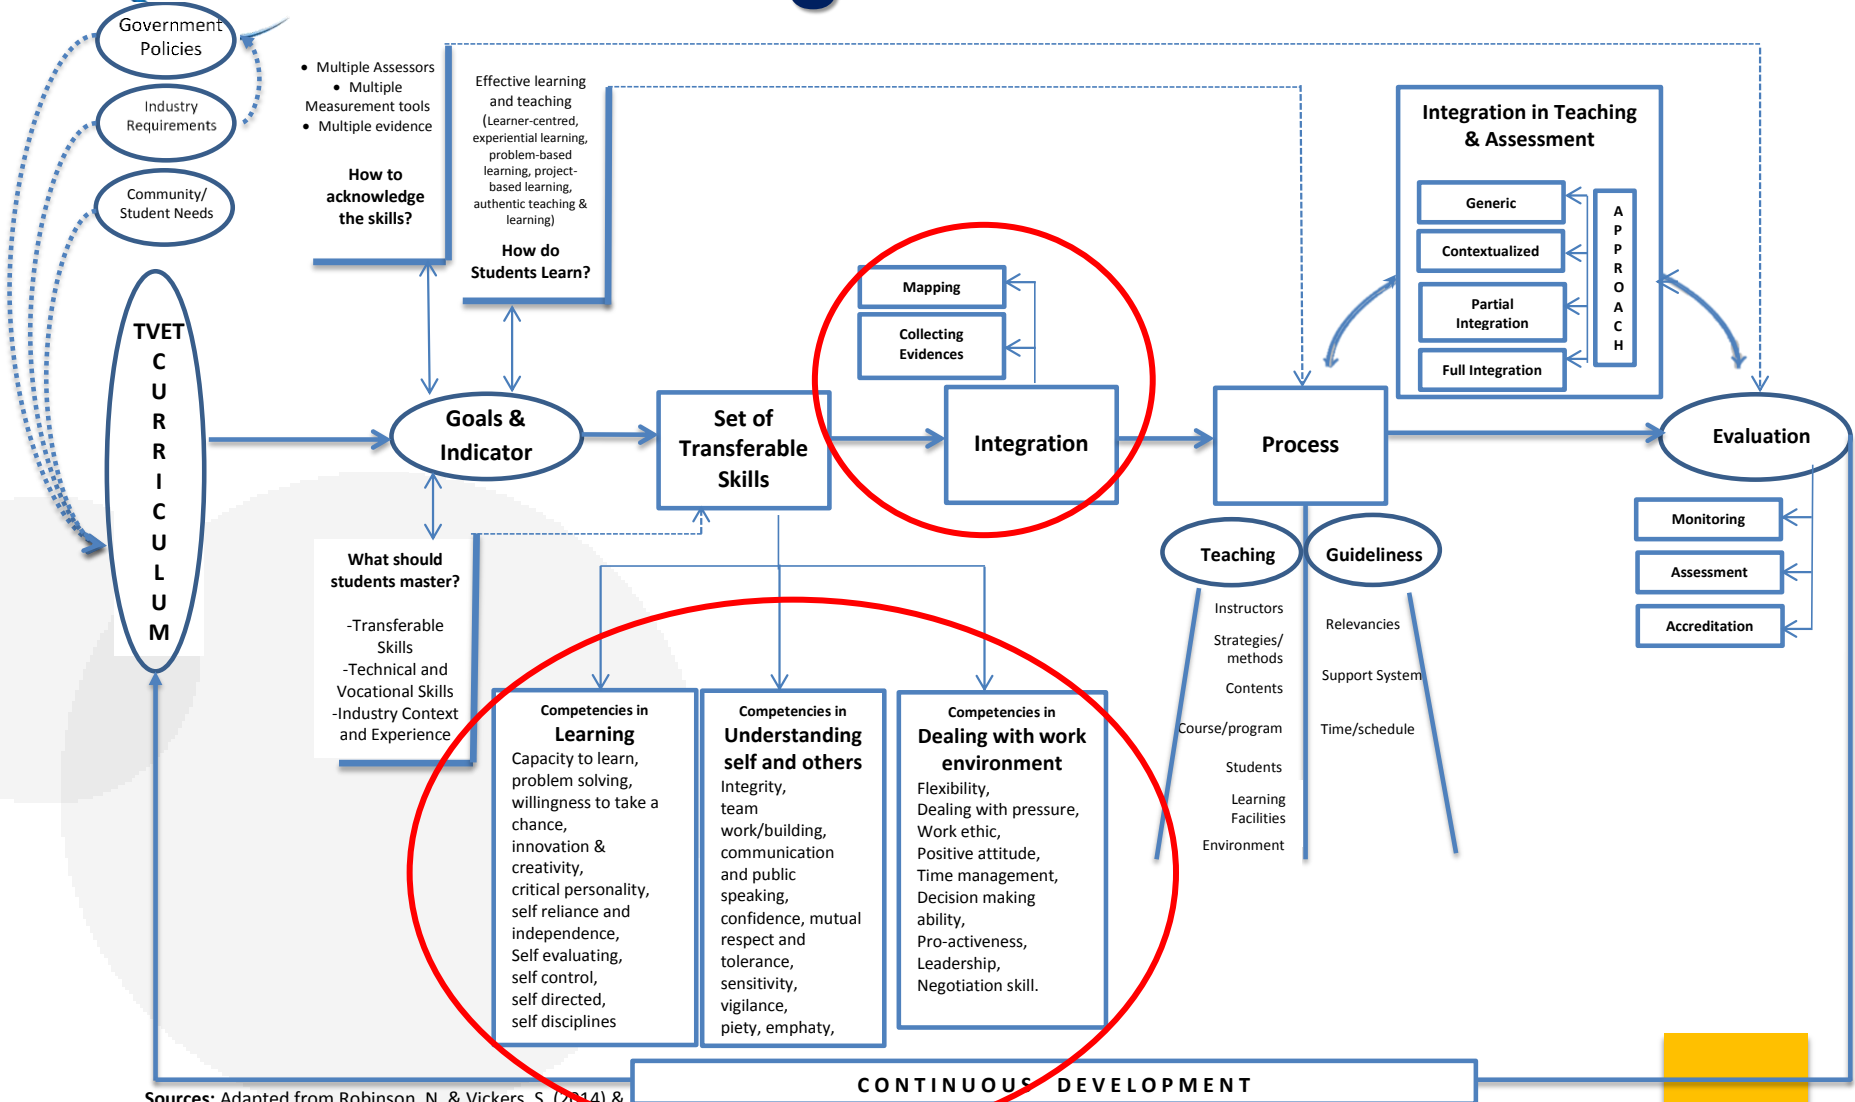 Government
Policies
Industry
Requirements
Community/
Student Needs
• Multiple Assessors
• Multiple
Measurement tools
• Multiple evidence
How to
acknowledge
the skills?
Effective learning
and teaching
(Learner-centred,
experiential learning,
problem-based
learning, project-
based learning,
authentic teaching &
learning)
How do
Students Learn?
Integration in Teaching
& Assessment
Generic
Contextualized
Partial
Integration
Full Integration
A
P
P
R
O
A
C
H
Mapping
Collecting
Evidences
TVET
C
U
R
R
I
C
U
L
U
M
Goals &
Indicator
Set of
Transferable
Skills
Integration
Process
Evaluation
Monitoring
Assessment
Accreditation
Teaching
Guideliness
Instructors
Strategies/
methods
Contents
Course/program
Students
Learning
Facilities
Environment
Relevancies
Support System
Time/schedule
What should
students master?
-Transferable
Skills
-Technical and
Vocational Skills
-Industry Context
and Experience
Competencies in
Learning
Capacity to learn,
problem solving,
willingness to take a
chance,
innovation &
creativity,
critical personality,
self reliance and
independence,
Self evaluating,
self control,
self directed,
self disciplines
Competencies in
Understanding
self and others
Integrity,
team
work/building,
communication
and public
speaking,
confidence, mutual
respect and
tolerance,
sensitivity,
vigilance,
piety, emphaty,
Competencies in
Dealing with work
environment
Flexibility,
Dealing with pressure,
Work ethic,
Positive attitude,
Time management,
Decision making
ability,
Pro-activeness,
Leadership,
Negotiation skill.
CONTINUOUS DEVELOPMENT
Sources: Adapted from Robinson, N. & Vickers, S. (2014) &